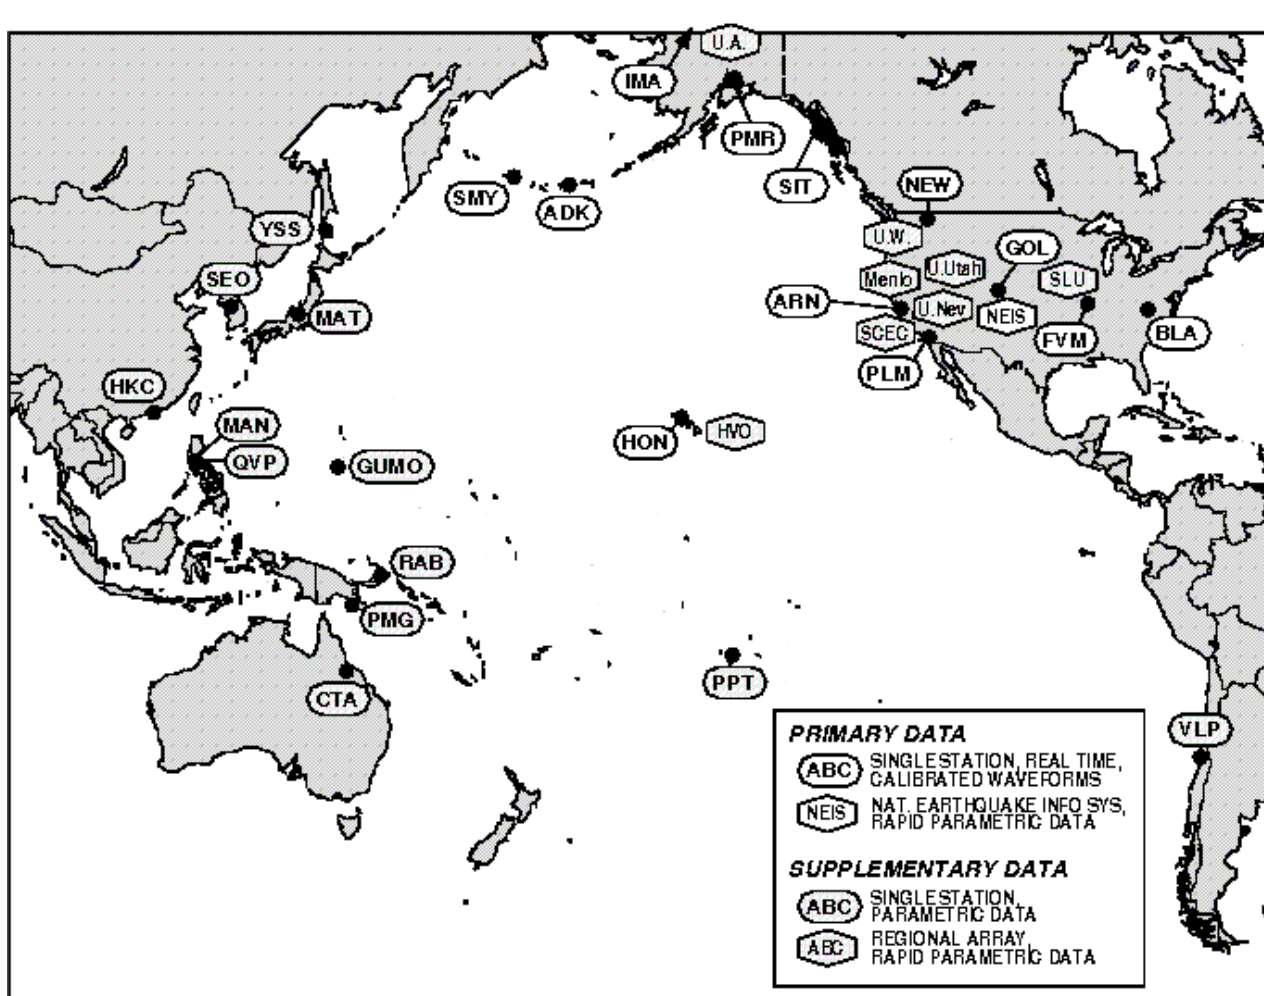 U.A.
IMA
PMR
SIT
SMY
ADK
NEW
YSS
U.W.
GOL
SEO
Menlo
U.Utah
SLU
ARN
U.Nev
NEIS
MAT
SCEC
FVM
BLA
PLM
HKC
MAN
HON
HVO
QVP
GUMO
RAB
PMG
PPT
CTA
VLP
PRIMARY DATA
ABC
SINGLE STATION, REAL TIME,
CALIBRATED WAVEFORMS
NEIS
NAT. EARTHQUAKE INFO SYS,
RAPID PARAMETRIC DATA
SUPPLEMENTARY DATA
ABC
SINGLE STATION,
PARAMETRIC DATA
ABC
REGIONAL ARRAY,
RAPID PARAMETRIC DATA